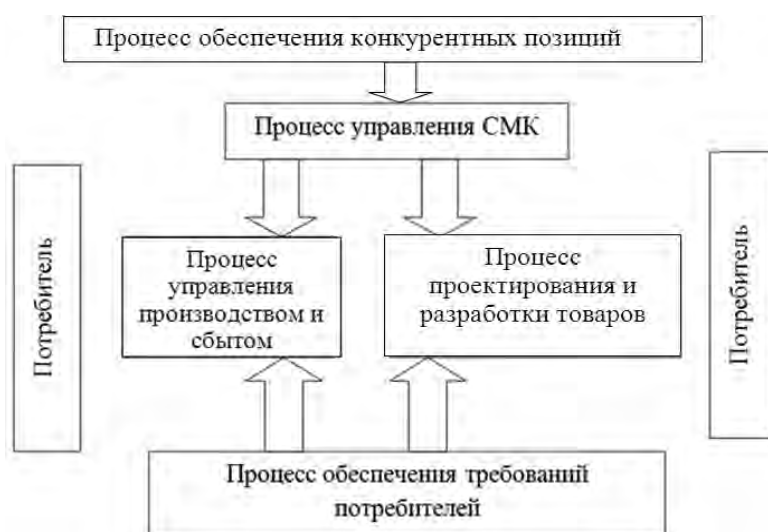 Процесс обеспечения конкурентных позиций
Процесс управления СМК
Потребитель
Процесс
управления
производством и
сбытом
Процесс
проектирования и
разработки товаров
Потребитель
Процесс обеспечения требований
потребителей